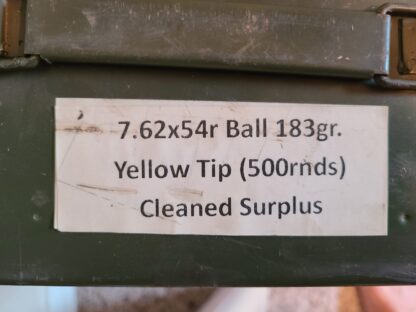 7.62x54r Ball 183gr.
Yellow Tip (500rnds)
Cleaned Surplus